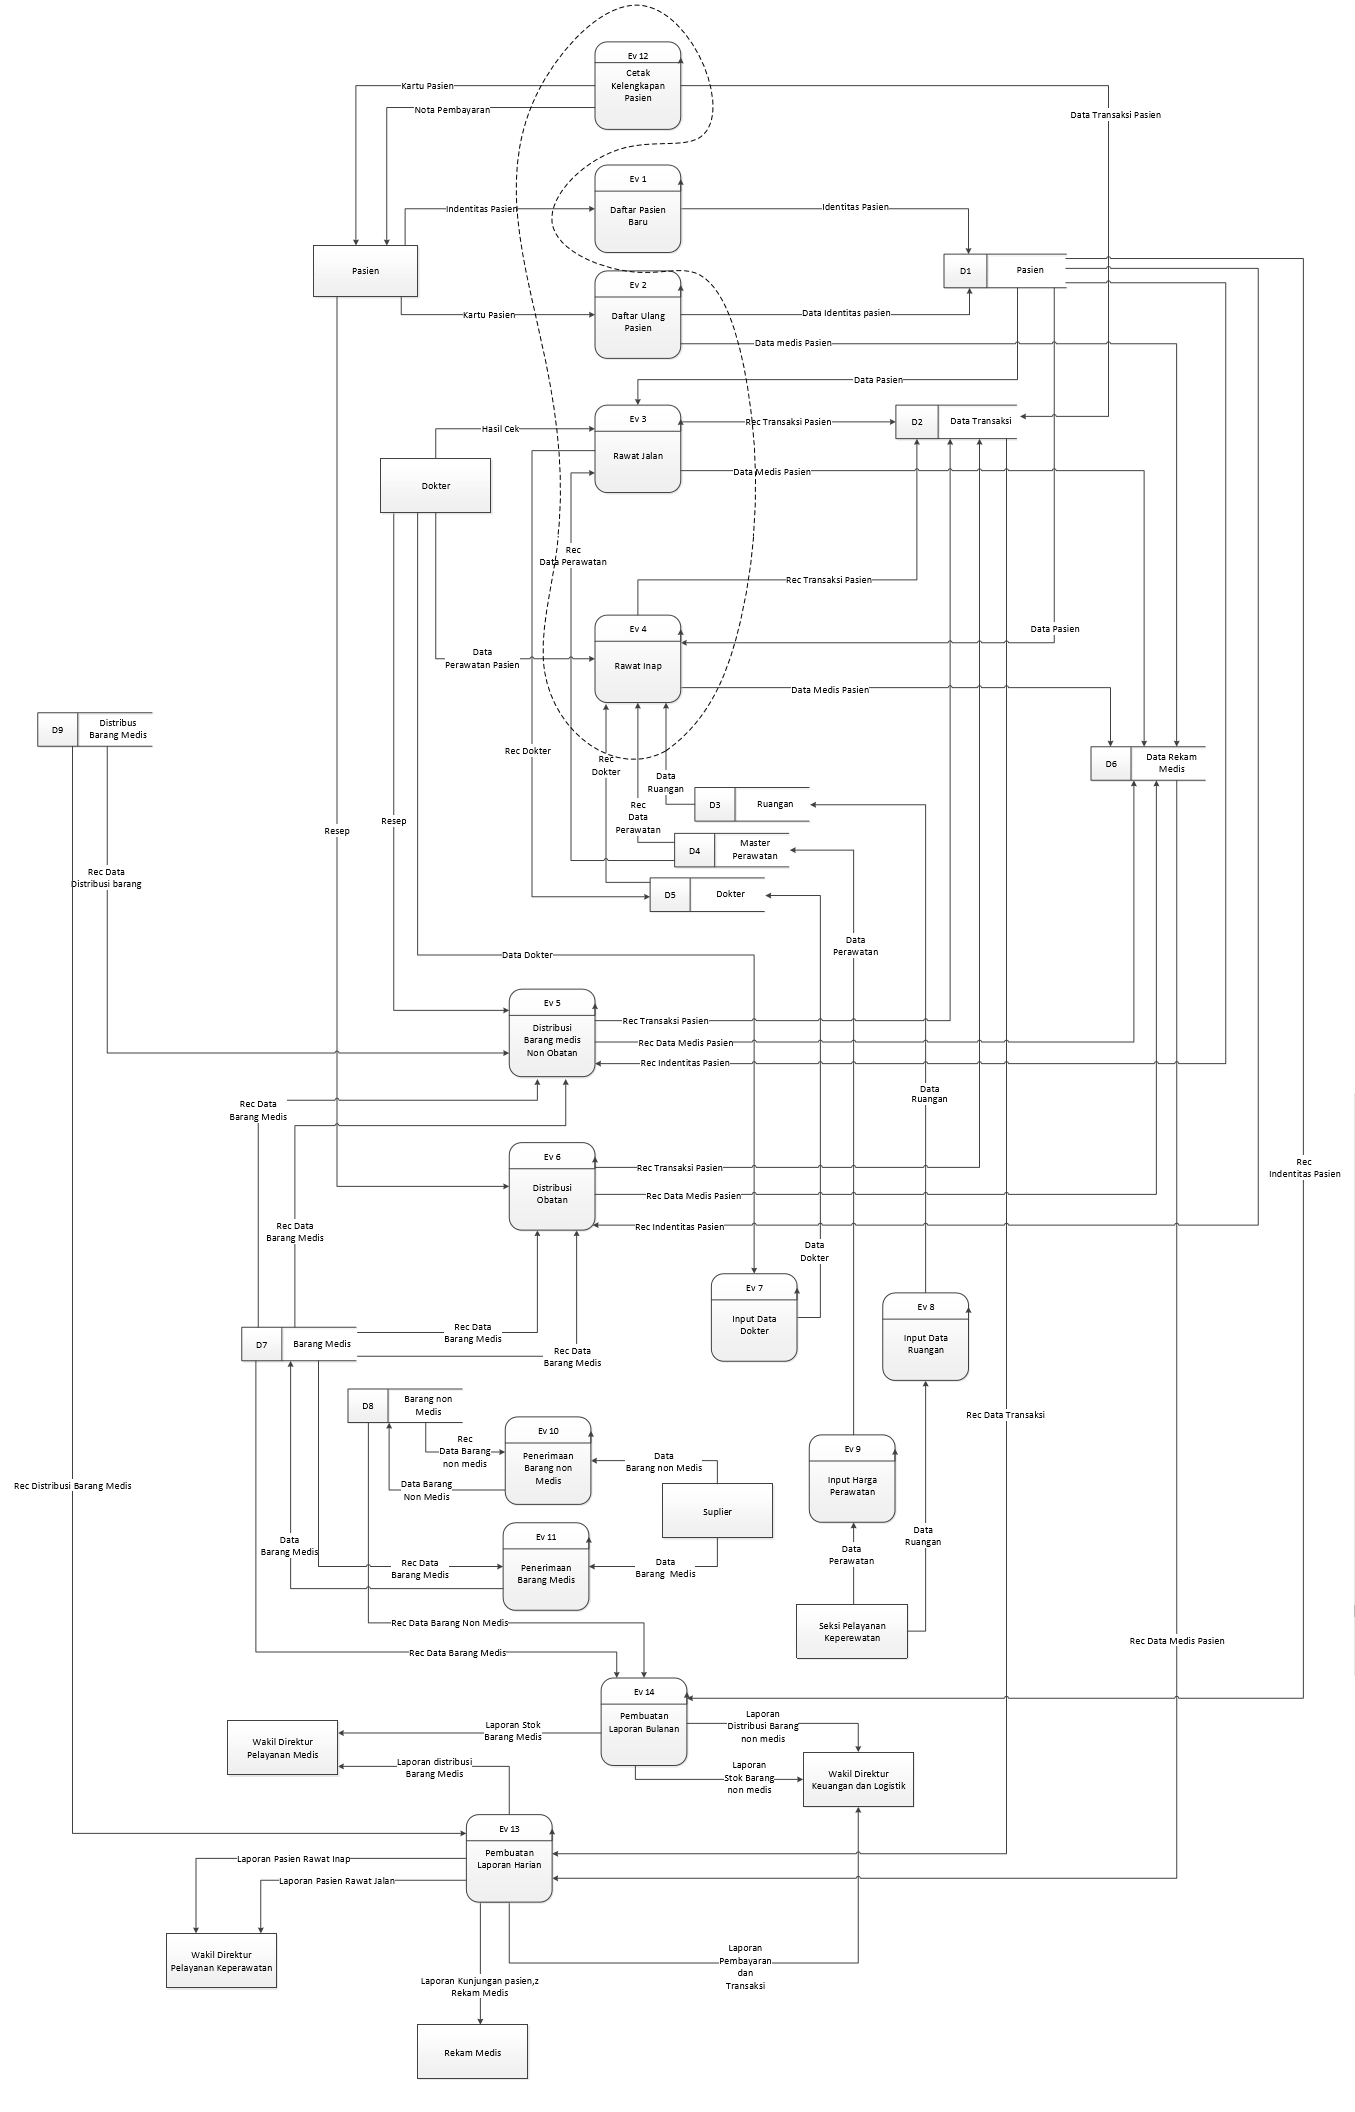 Ev 12
Cetak
Kelengkapan
Pasien
Kartu Pasien
Nota Pembayaran
Data Transaksi Pasien
Ev 1
Daftar Pasien
Baru
Indentitas Pasien
Identitas Pasien
Pasien
D1
Pasien
Ev 2
Daftar Ulang
Pasien
Kartu Pasien
Data Identitas pasien
Data medis Pasien
Data Pasien
Ev 3
Rawat Jalan
Hasil Cek
Rec Transaksi Pasien
D2
Data Transaksi
Dokter
Data Medis Pasien
Rec
Data Perawatan
Rec Transaksi Pasien
Ev 4
Rawat Inap
Data Pasien
Data
Perawatan Pasien
Data Medis Pasien
D9
Distribus
Barang Medis
Rec Dokter
Rec
Dokter
Data
Ruangan
D6
Data Rekam
Medis
D3
Ruangan
Rec
Data
Perawatan
Resep
Resep
D4
Master
Perawatan
Rec Data
Distribusi barang
D5
Dokter
Data
Perawatan
Data Dokter
Ev 5
Distribusi
Barang medis
Non Obatan
Rec Transaksi Pasien
Rec Data Medis Pasien
Rec Indentitas Pasien
Data
Ruangan
Rec Data
Barang Medis
Ev 6
Distribusi
Obatan
Rec Transaksi Pasien
Rec Data Medis Pasien
Rec Indentitas Pasien
Rec
Indentitas Pasien
Rec Data
Barang Medis
Data
Dokter
Ev 7
Input Data
Dokter
Ev 8
Input Data
Ruangan
D7
Barang Medis
Rec Data
Barang Medis
Rec Data
Barang Medis
D8
Barang non
Medis
Rec
Data Barang
non medis
Ev 10
Penerimaan
Barang non
Medis
Data
Barang non Medis
Data Barang
Non Medis
Suplier
Rec Data Transaksi
Ev 9
Input Harga
Perawatan
Rec Distribusi Barang Medis
Data
Barang Medis
Ev 11
Penerimaan
Barang Medis
Rec Data
Barang Medis
Data
Barang Medis
Data
Perawatan
Data
Ruangan
Seksi Pelayanan
Keperewatan
Rec Data Barang Non Medis
Rec Data Barang Medis
Rec Data Medis Pasien
Ev 14
Pembuatan
Laporan Bulanan
Wakil Direktur
Pelayanan Medis
Laporan Stok
Barang Medis
Laporan
Distribusi Barang
non medis
Laporan distribusi
Barang Medis
Laporan
Stok Barang
non medis
Wakil Direktur
Keuangan dan Logistik
Ev 13
Pembuatan
Laporan Harian
Laporan Pasien Rawat Inap
Laporan Pasien Rawat Jalan
Wakil Direktur
Pelayanan Keperawatan
Laporan
Pembayaran
dan
Transaksi
Laporan Kunjungan pasien,z
Rekam Medis
Rekam Medis